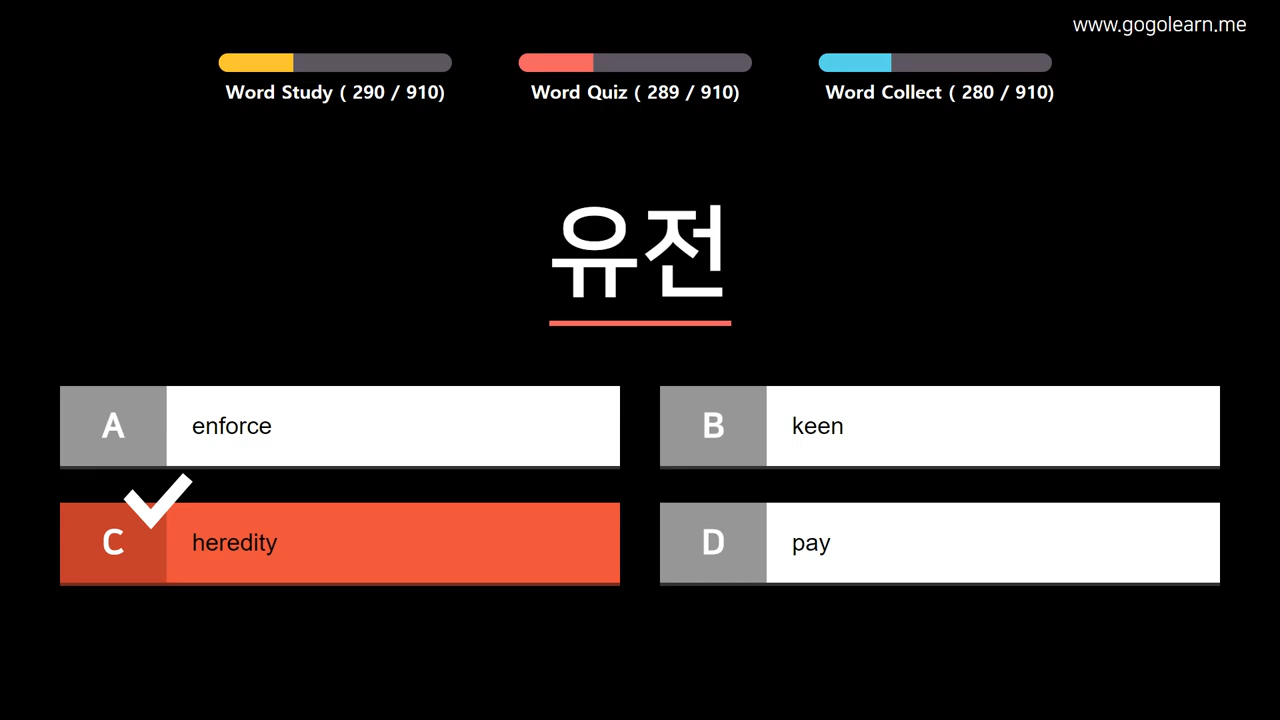 www.gogolearn.me
Word Study ( 290 / 910)
Word Quiz ( 289 / 910)
Word Collect ( 280 / 910)
유전
A enforce
B keen
C heredity
D pay